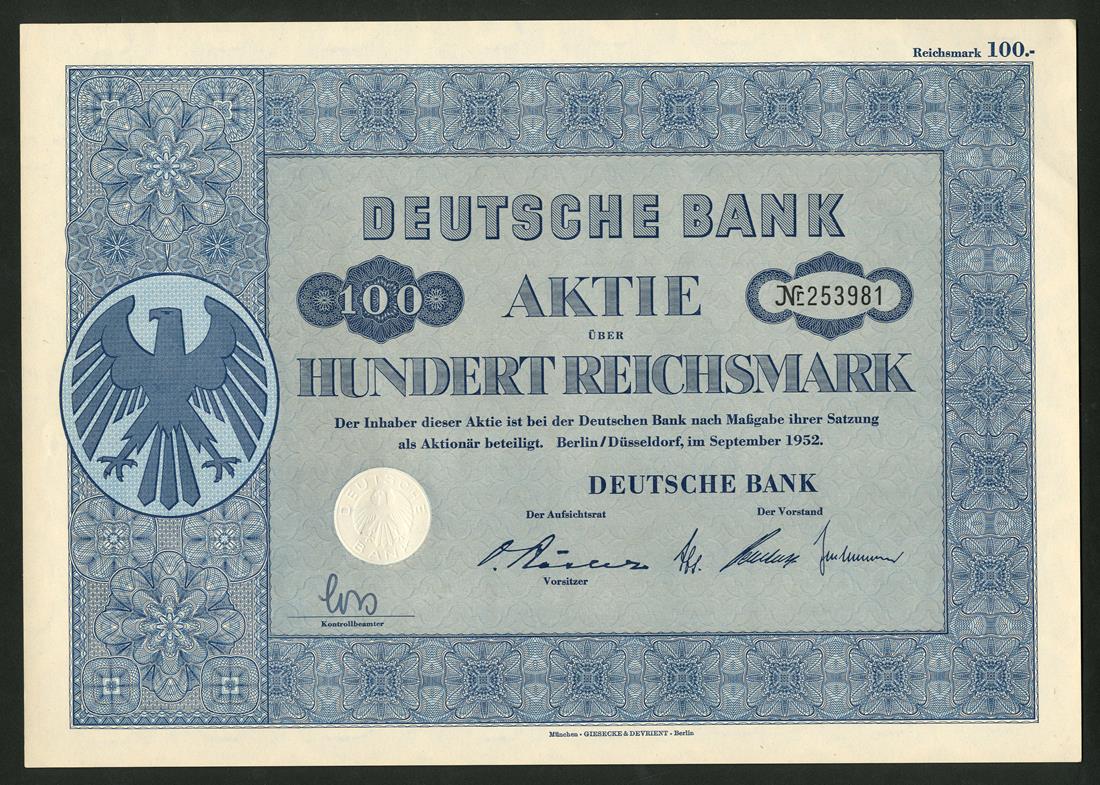 Reichsmark 100.-
DEUTSCHE BANK
100
AKTIE
Nr. 253981
ÜBER
HUNDERT REICHSMARK
Der Inhaber dieser Aktie ist bei der Deutschen Bank nach Maßgabe ihrer Satzung
als Aktionär beteiligt. Berlin/Düsseldorf, im September 1952.
DEUTSCHE BANK
Der Aufsichtsrat
Der Vorstand
Vorsitzer
DEUTSCHE
BANK
Kontrollbeamter
München - GIESECKE & DEVRIENT - Berlin